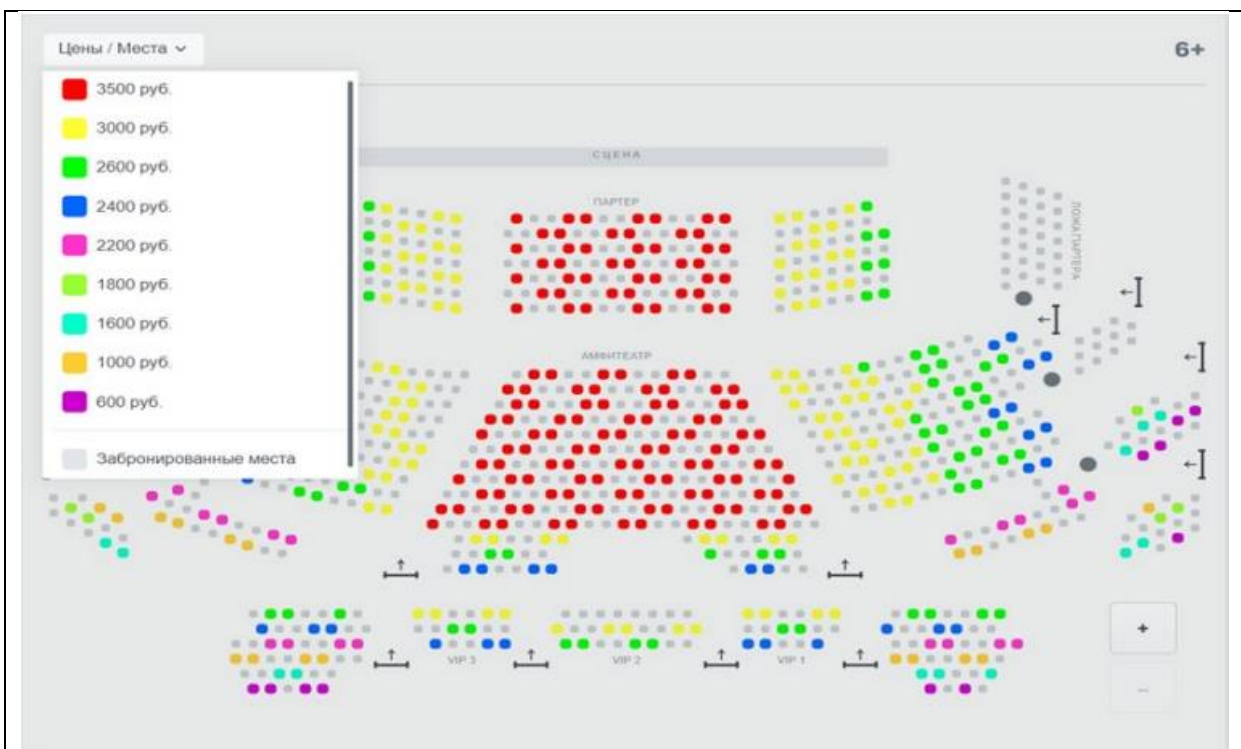 Цены / Места
6+
3500 руб.
3000 руб.
2600 руб.
2400 руб.
2200 руб.
1800 руб.
1600 руб.
1000 руб.
600 руб.
Забронированные места
СЦЕНА
ПАРТЕР
ЛОЖА ПАРТЕРА
АМФИТЕАТР
VIP 3
VIP 2
VIP 1
+
−